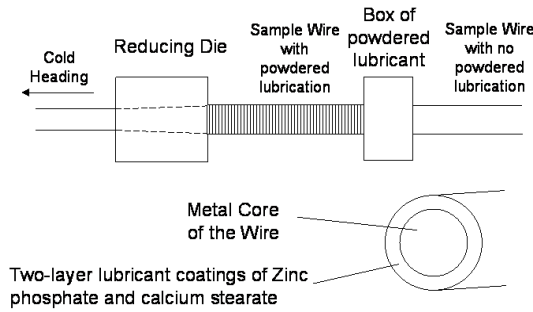 Cold
Heading
Reducing Die
Sample Wire
with
powdered
lubrication
Box of
powdered
lubricant
Sample Wire
with no
powdered
lubrication
Metal Core
of the Wire
Two-layer lubricant coatings of Zinc
phosphate and calcium stearate